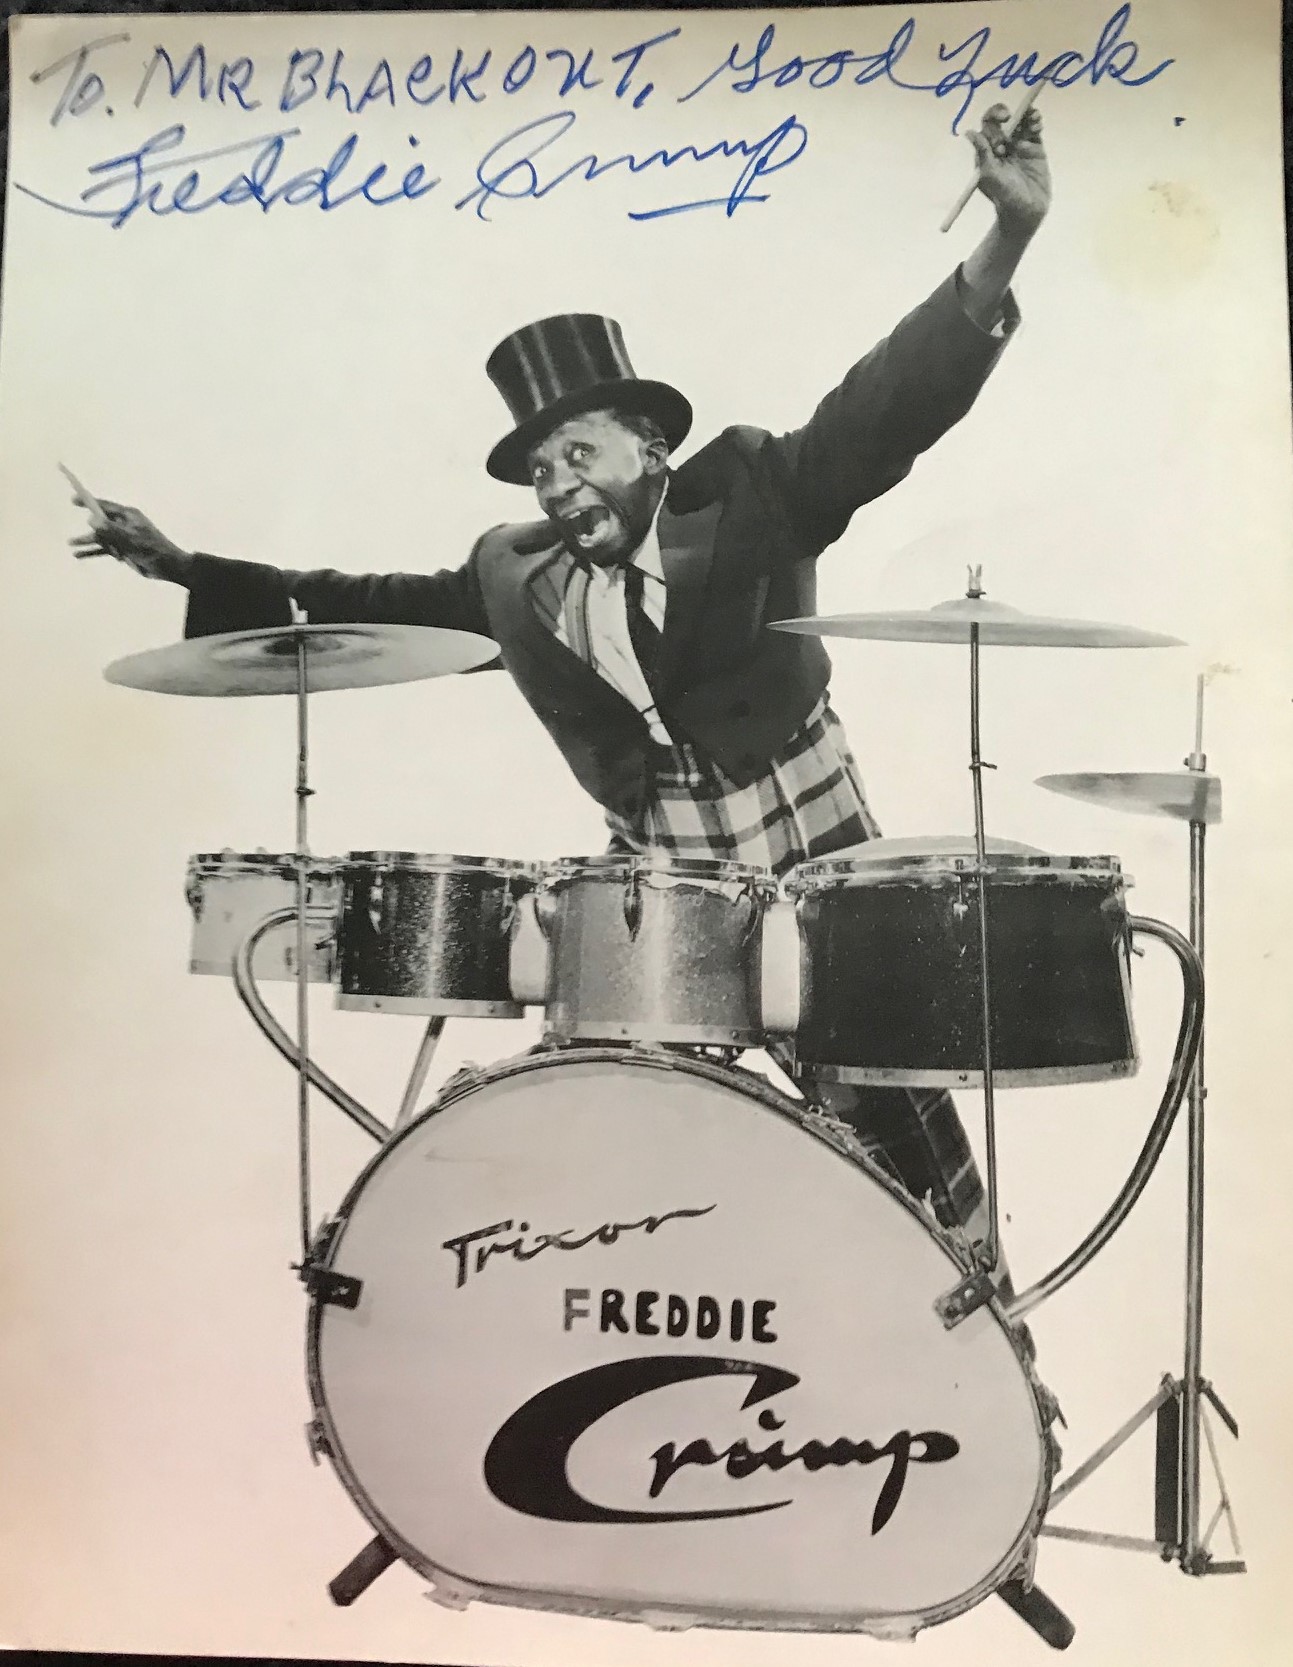 To. MR BLACKOUT, Good Luck
Freddie Crump
Trixon
FREDDIE
Crump